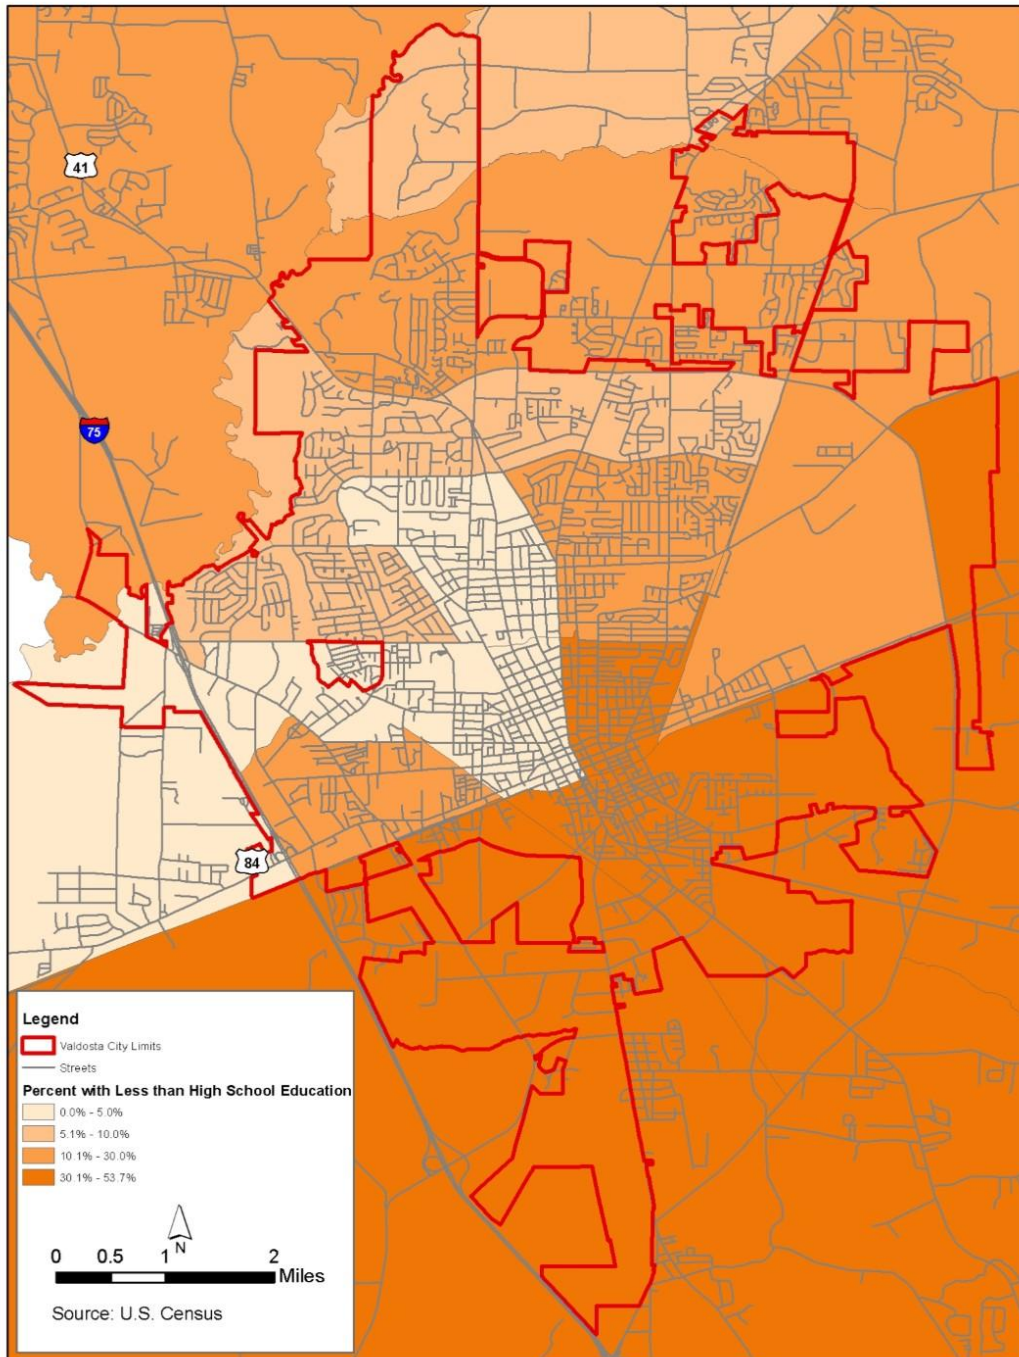 41
75
84
Legend
Valdosta City Limits
Streets
Percent with Less than High School Education
0.0% - 5.0%
5.1% - 10.0%
10.1% - 30.0%
30.1% - 53.7%
N
0 0.5 1 2
Miles
Source: U.S. Census